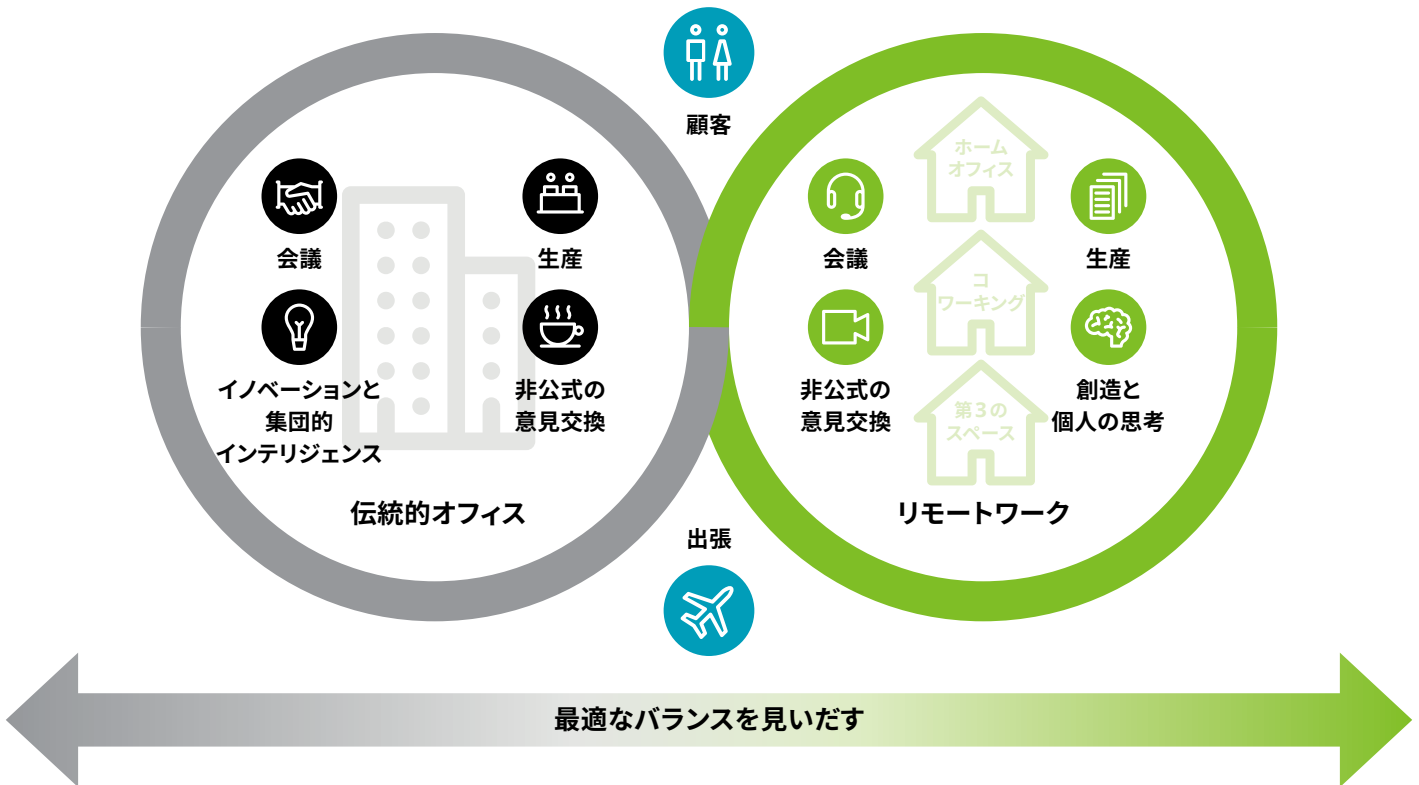 顧客
会議
生産
イノベーションと
集団的
インテリジェンス
非公式の
意見交換
伝統的オフィス
ホーム
オフィス
コ
ワーキング
第3の
スペース
会議
生産
非公式の
意見交換
創造と
個人の思考
リモートワーク
出張
最適なバランスを見いだす